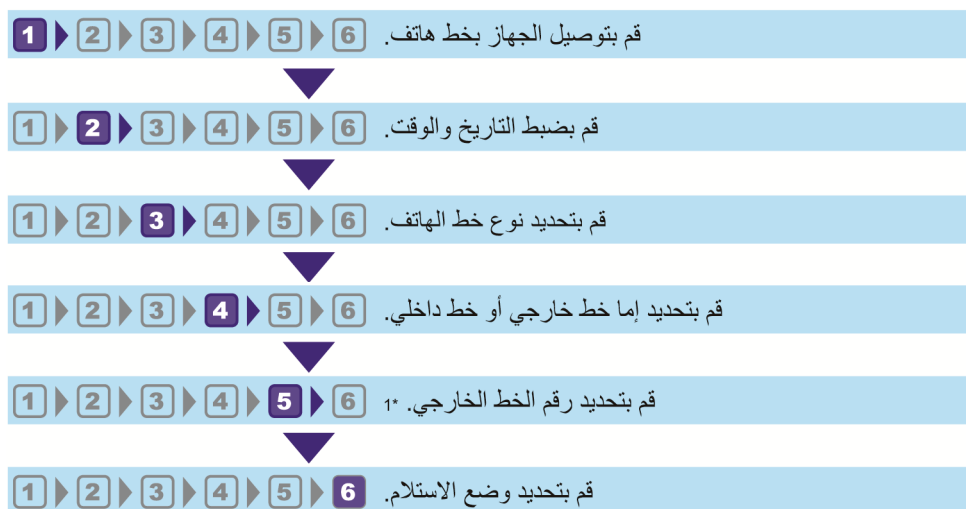 1 2 3 4 5 6 قم بتوصيل الجهاز بخط هاتف.
1 2 3 4 5 6 قم بضبط التاريخ والوقت.
1 2 3 4 5 6 قم بتحديد نوع خط الهاتف.
1 2 3 4 5 6 قم بتحديد إما خط خارجي أو خط داخلي.
1 2 3 4 5 6 قم بتحديد رقم الخط الخارجي. *1
1 2 3 4 5 6 قم بتحديد وضع الاستلام.